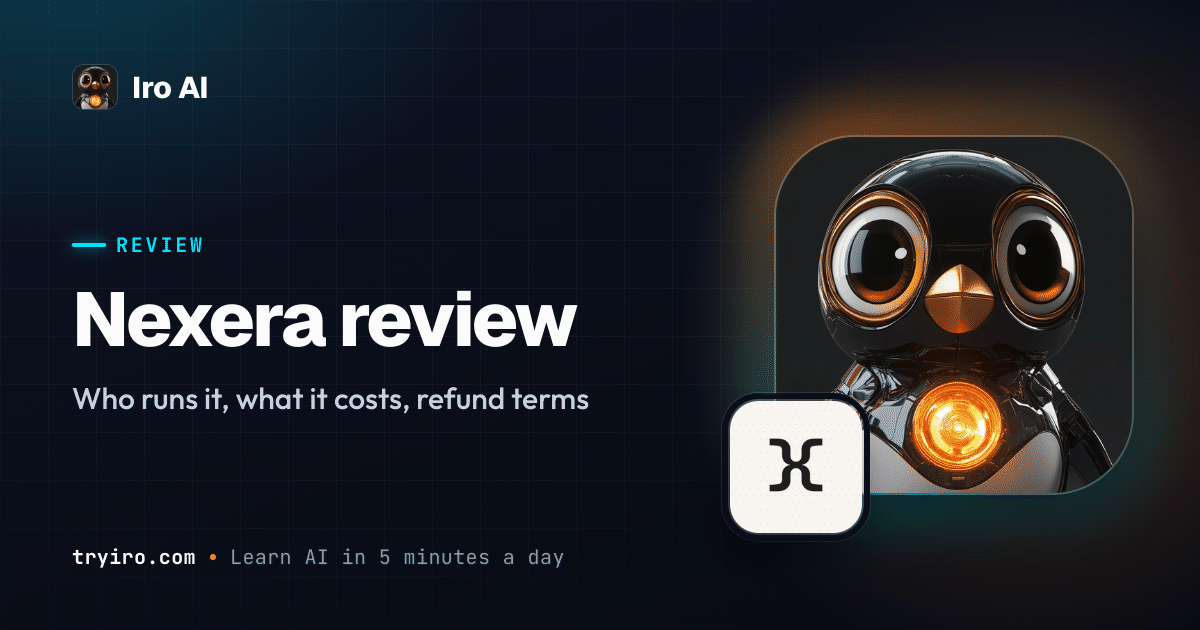 Iro AI
REVIEW
Nexera review
Who runs it, what it costs, refund terms
tryiro.com • Learn AI in 5 minutes a day